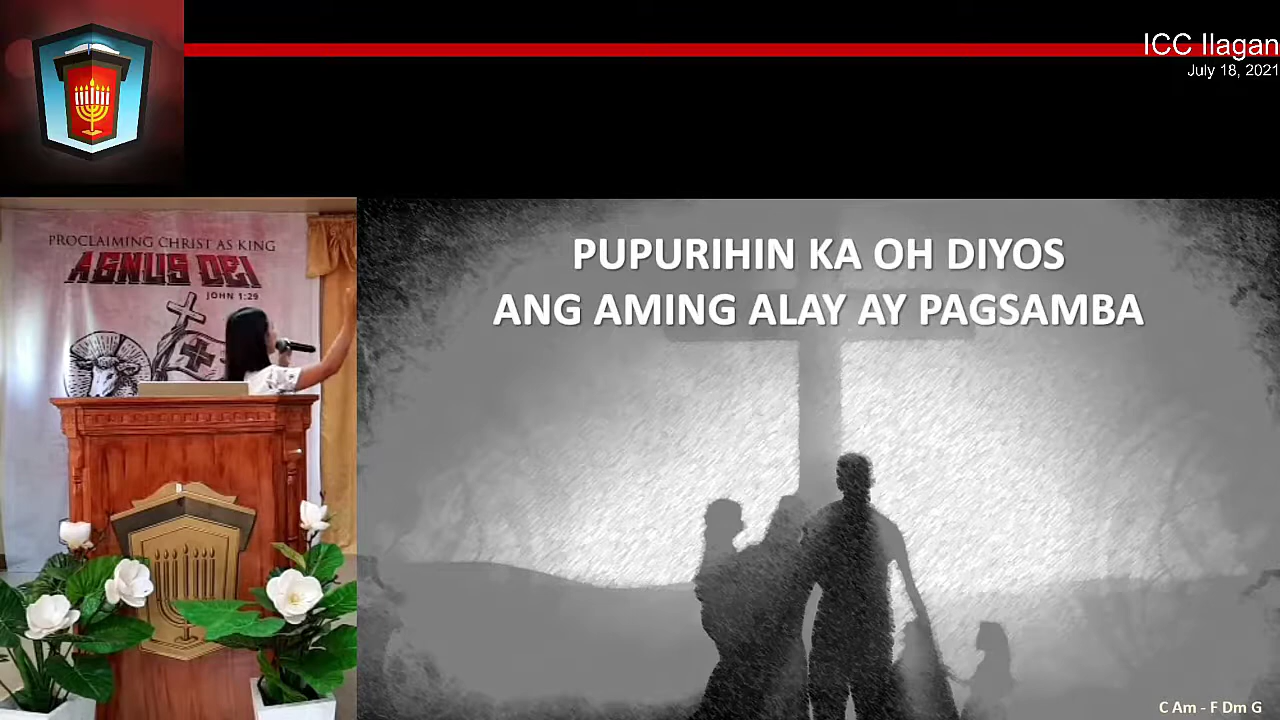 ICC Ilagan
July 18, 2021
PROCLAIMING CHRIST AS KING
AGNUS DEI
JOHN 1:29
PUPURIHIN KA OH DIYOS
ANG AMING ALAY AY PAGSAMBA
C Am - F Dm G